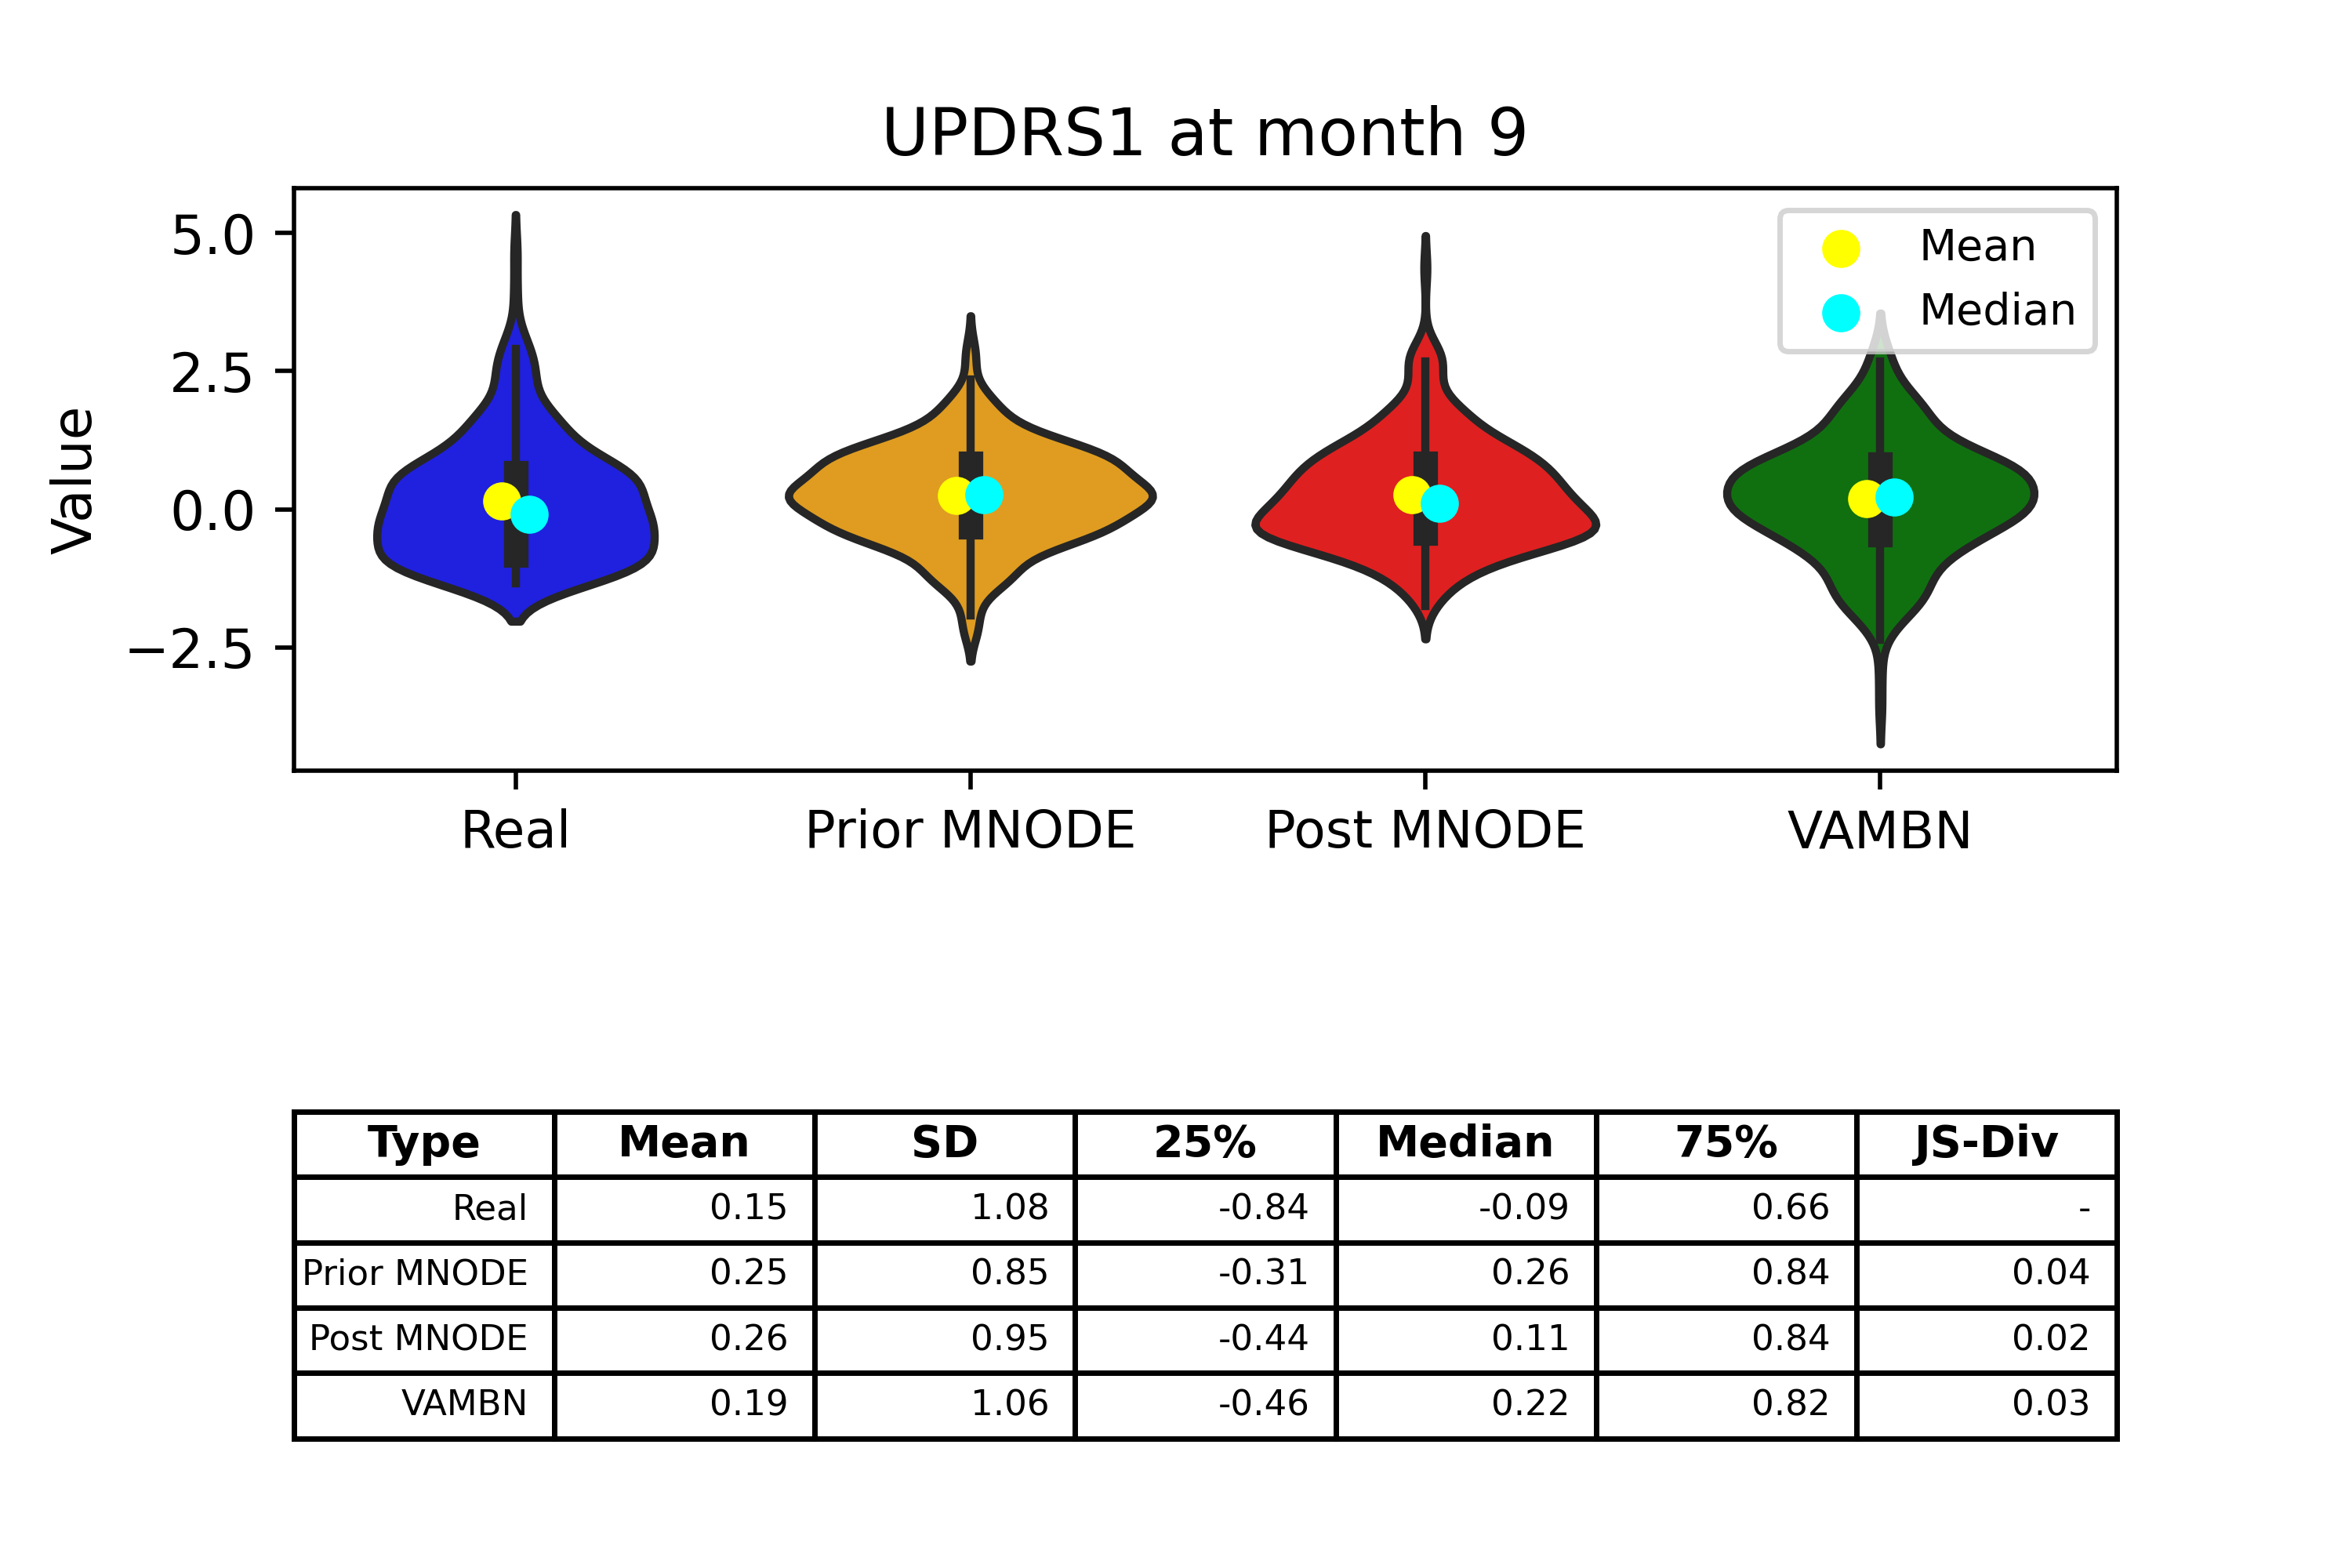 UPDRS1 at month 9
5.0
2.5
0.0
−2.5
Value
Mean
Median
Real Prior MNODE Post MNODE VAMBN
Type Mean SD 25% Median 75% JS-Div
Real 0.15 1.08 -0.84 -0.09 0.66 -
Prior MNODE 0.25 0.85 -0.31 0.26 0.84 0.04
Post MNODE 0.26 0.95 -0.44 0.11 0.84 0.02
VAMBN 0.19 1.06 -0.46 0.22 0.82 0.03